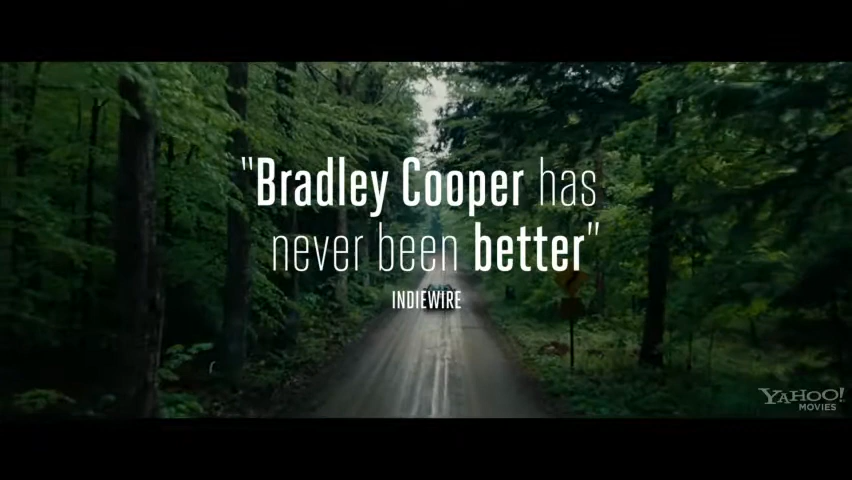 "Bradley Cooper has
never been better"
INDIEWIRE
YAHOO!
MOVIES